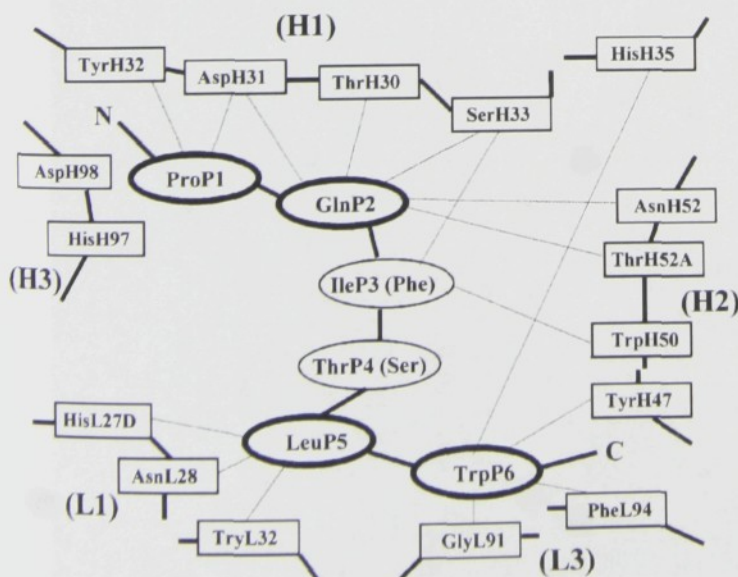 (H1)
TyrH32
AspH31
ThrH30
SerH33
HisH35
N
AspH98
HisH97
(H3)
ProP1
GlnP2
IleP3 (Phe)
ThrP4 (Ser)
AsnH52
ThrH52A
(H2)
TrpH50
TyrH47
HisL27D
AsnL28
(L1)
LeuP5
TrpP6
C
TryL32
GlyL91
(L3)
PheL94